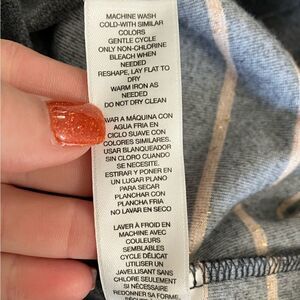 MACHINE WASH
COLD-WITH SIMILAR
COLORS
GENTLE CYCLE
ONLY NON-CHLORINE
BLEACH WHEN
NEEDED
RESHAPE, LAY FLAT TO
DRY
WARM IRON AS
NEEDED
DO NOT DRY CLEAN
AVAR A MÁQUINA CON
AGUA FRIA EN
CICLO SUAVE CON
COLORES SIMILARES.
USAR BLANQUEADOR
SIN CLORO CUANDO
SE NECESITE.
ESTIRAR Y PONER EN
UN LUGAR PLANO
PARA SECAR
PLANCHAR CON
PLANCHA FRIA
NO LAVAR EN SECO
LAVER À FROID EN
MACHINE AVEC
COULEURS
SEMBLABLES
CYCLE DÉLICAT
UTILISER UN
JAVELLISANT SANS
CHLORE SEULEMENT
SI NÉCESSAIRE
REDONNER SA FORME